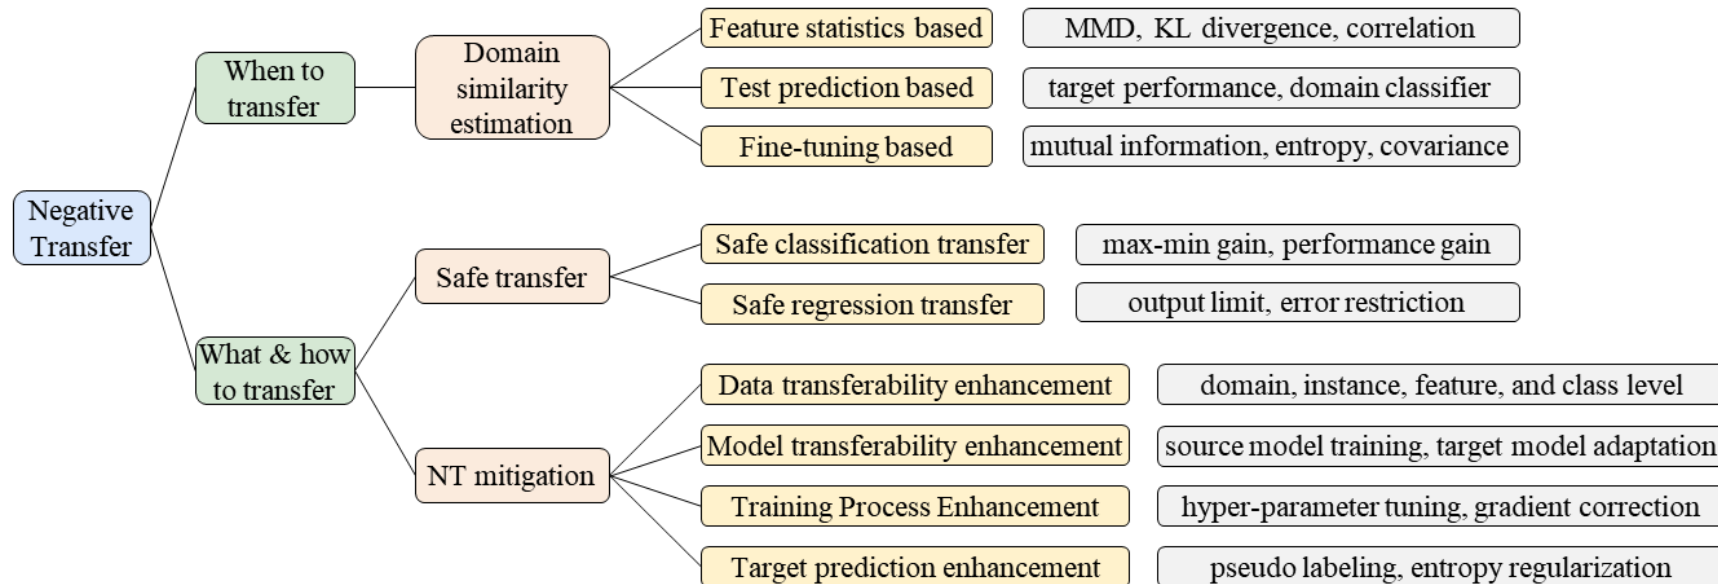 Negative
Transfer
When to
transfer
Domain
similarity
estimation
Feature statistics based
MMD, KL divergence, correlation
Test prediction based
target performance, domain classifier
Fine-tuning based
mutual information, entropy, covariance
What & how
to transfer
Safe transfer
Safe classification transfer
max-min gain, performance gain
Safe regression transfer
output limit, error restriction
NT mitigation
Data transferability enhancement
domain, instance, feature, and class level
Model transferability enhancement
source model training, target model adaptation
Training Process Enhancement
hyper-parameter tuning, gradient correction
Target prediction enhancement
pseudo labeling, entropy regularization